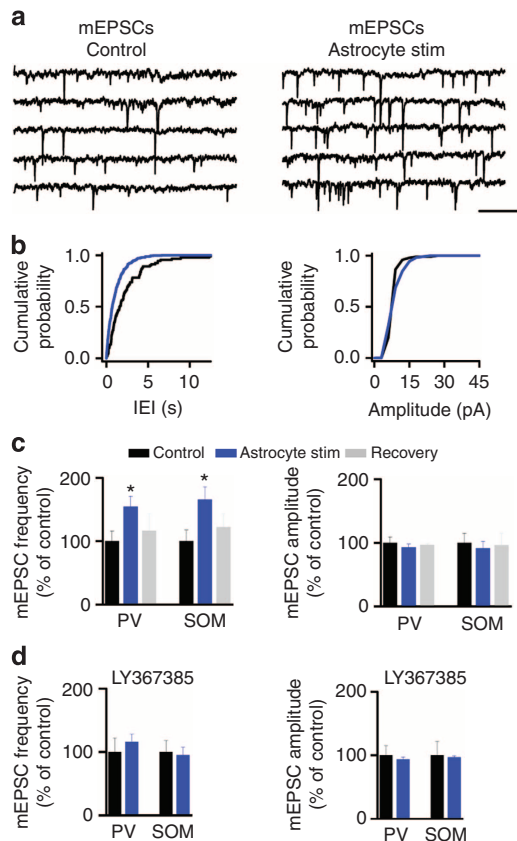 a
mEPSCs
Control
mEPSCs
Astrocyte stim
b
Cumulative
probability
1.0
0.5
0.0
0 5 10
IEI (s)
Cumulative
probability
1.0
0.5
0.0
0 15 30 45
Amplitude (pA)
c
Control Astrocyte stim Recovery
mEPSC frequency
(% of control)
200
100
0
* *
PV SOM
mEPSC amplitude
(% of control)
200
100
0
PV SOM
d
LY367385
mEPSC frequency
(% of control)
200
100
0
PV SOM
LY367385
mEPSC amplitude
(% of control)
200
100
0
PV SOM